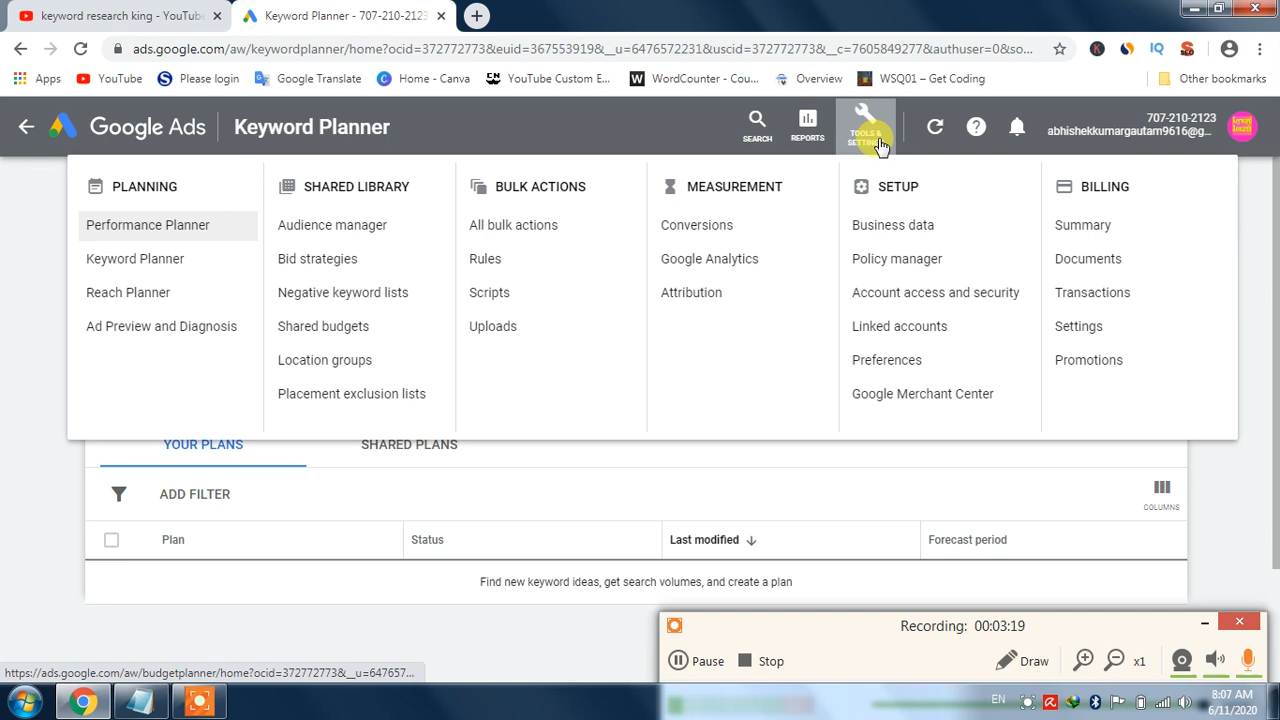 keyword research king - YouTube
Keyword Planner - 707-210-2123
ads.google.com/aw/keywordplanner/home?ocid=372772773&euid=367553919&__u=6476572231&uscid=372772773&__c=7605849277&authuser=0&so...
Apps
YouTube
Please login
Google Translate
Home - Canva
YouTube Custom E...
WordCounter - Cou...
Overview
WSQ01 – Get Coding
Other bookmarks
Google Ads
Keyword Planner
SEARCH
REPORTS
TOOLS &
707-210-2123
abhishekkumargautam9616@g...
PLANNING
Performance Planner
Keyword Planner
Reach Planner
Ad Preview and Diagnosis
SHARED LIBRARY
Audience manager
Bid strategies
Negative keyword lists
Shared budgets
Location groups
Placement exclusion lists
BULK ACTIONS
All bulk actions
Rules
Scripts
Uploads
MEASUREMENT
Conversions
Google Analytics
Attribution
SETUP
Business data
Policy manager
Account access and security
Linked accounts
Preferences
Google Merchant Center
BILLING
Summary
Documents
Transactions
Settings
Promotions
YOUR PLANS
SHARED PLANS
ADD FILTER
COLUMNS
Plan
Status
Last modified
Forecast period
Find new keyword ideas, get search volumes, and create a plan
Recording: 00:03:19
Pause
Stop
Draw
x1
https://ads.google.com/aw/budgetplanner/home?ocid=372772773&__u=647657...
EN
8:07 AM
6/11/2020